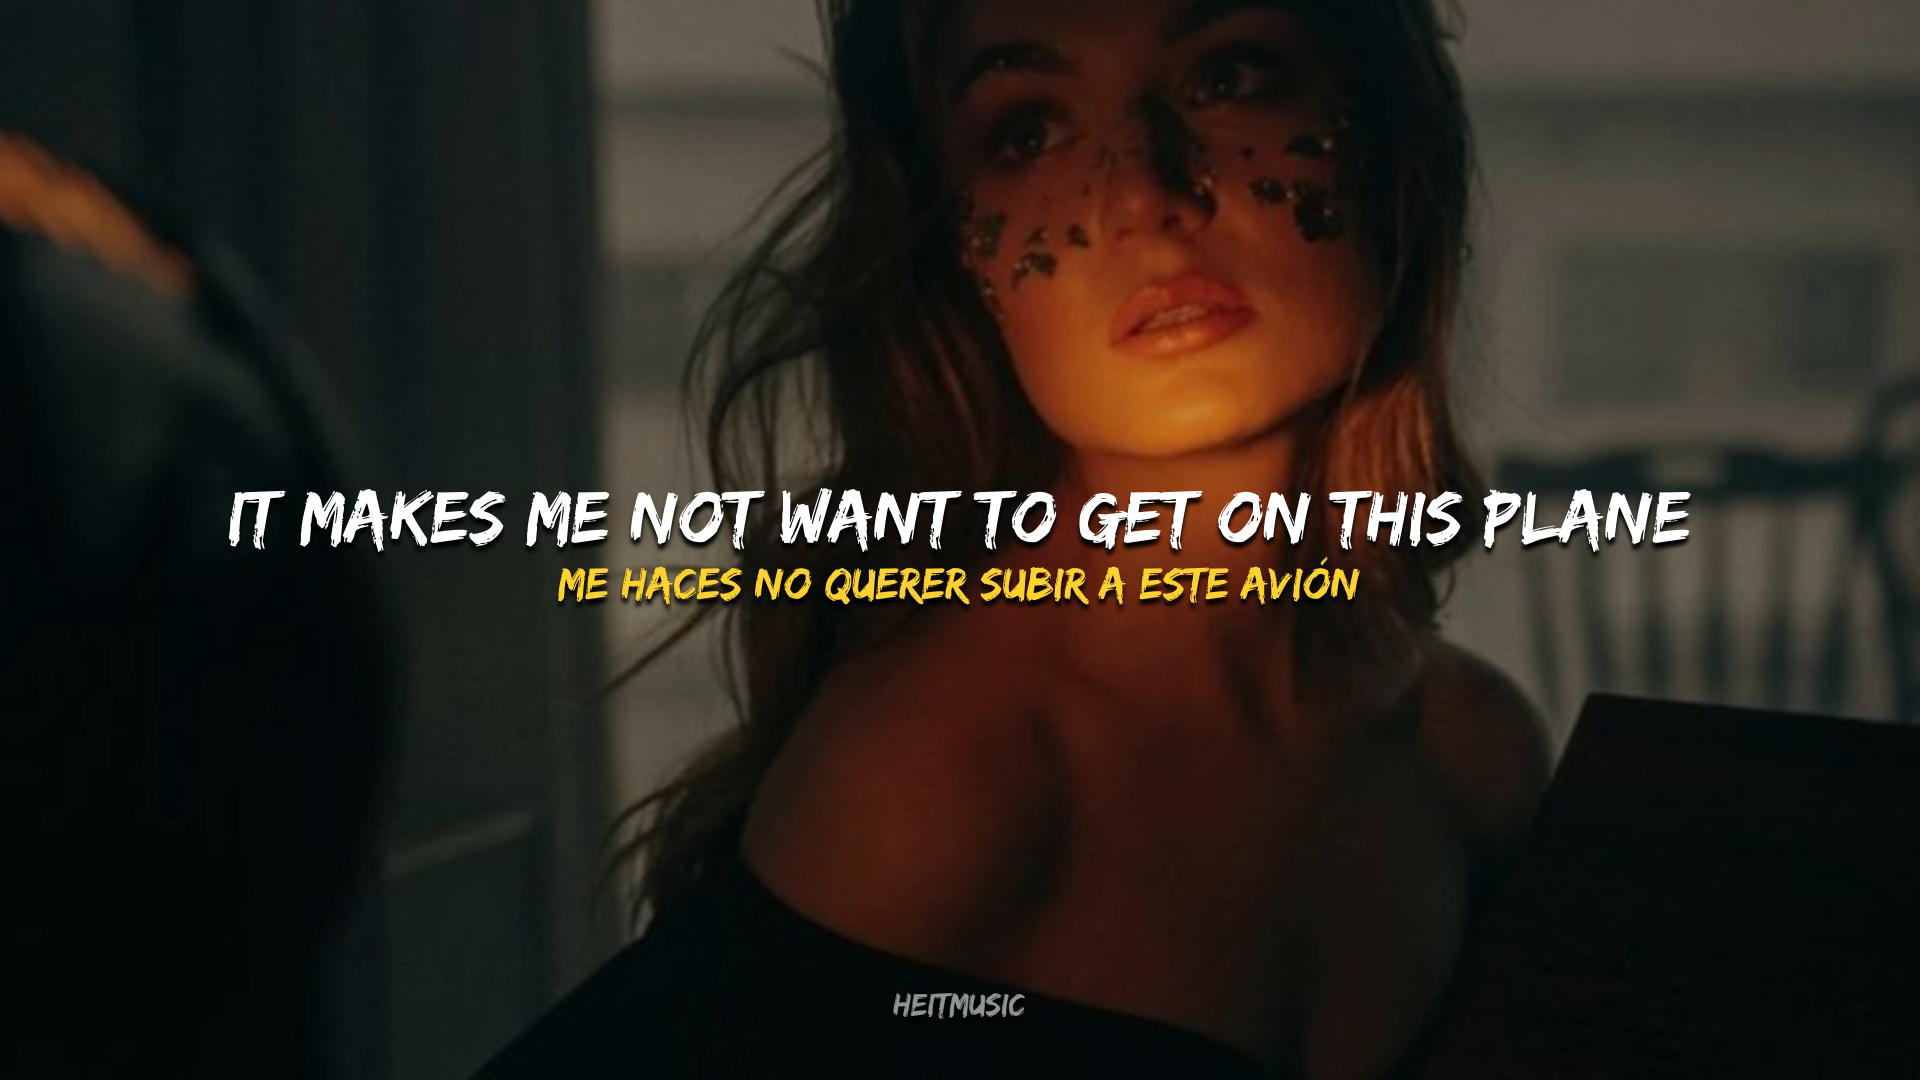 IT MAKES ME NOT WANT TO GET ON THIS PLANE
ME HACES NO QUERER SUBIR A ESTE AVIÓN
HEITMUSIC